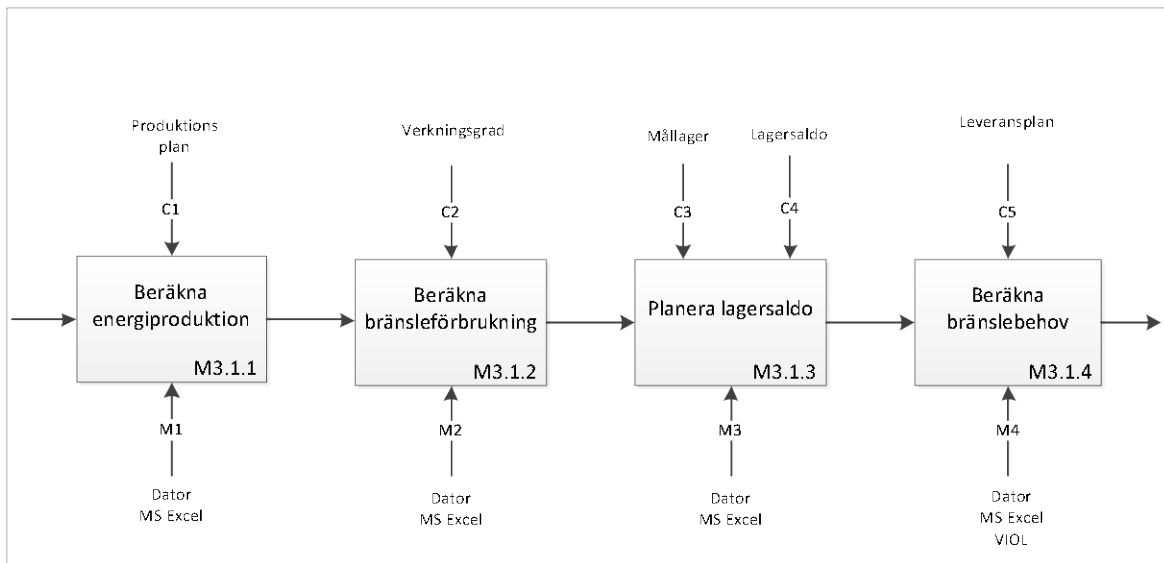 Produktions
plan
Verkningsgrad
Mållager
Lagersaldo
Leveransplan
C1
C2
C3
C4
C5
Beräkna
energiproduktion
M3.1.1
Beräkna
bränsleförbrukning
M3.1.2
Planera lagersaldo
M3.1.3
Beräkna
bränslebehov
M3.1.4
M1
M2
M3
M4
Dator
MS Excel
Dator
MS Excel
Dator
MS Excel
Dator
MS Excel
VIOL